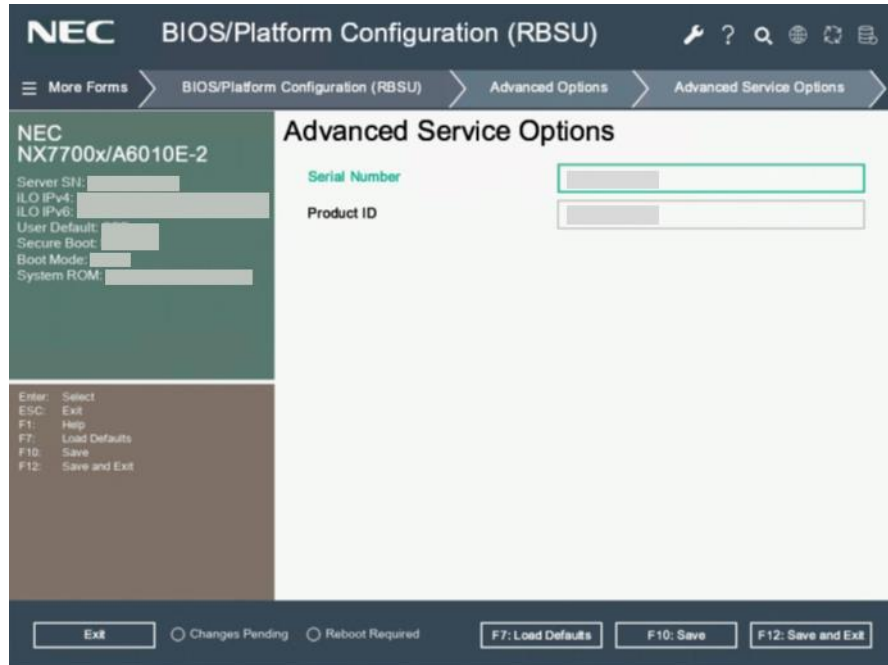 NEC BIOS/Platform Configuration (RBSU) ?
More Forms BIOS/Platform Configuration (RBSU) Advanced Options Advanced Service Options
NEC
NX7700x/A6010E-2
Server SN:
iLO IPv4:
iLO IPv6:
User Default:
Secure Boot:
Boot Mode:
System ROM:
Advanced Service Options
Serial Number
Product ID
Enter: Select
ESC: Exit
F1: Help
F7: Load Defaults
F10: Save
F12: Save and Exit
Exit Changes Pending Reboot Required F7: Load Defaults F10: Save F12: Save and Exit